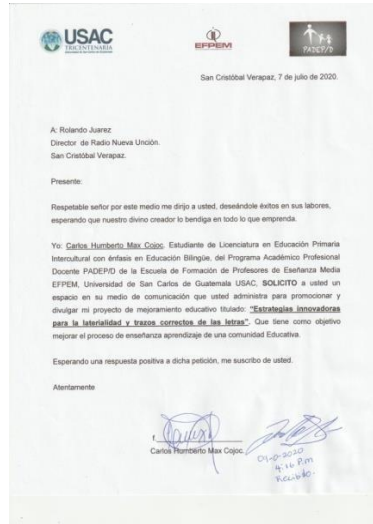 USAC
TRICENTENARIA
EFPEM
PADEP/D
San Cristóbal Verapaz, 7 de julio de 2020.
A: Rolando Juarez
Director de Radio Nueva Unción.
San Cristóbal Verapaz.
Presente:
Respetable señor por este medio me dirijo a usted, deseándole éxitos en sus labores,
esperando que nuestro divino creador lo bendiga en todo lo que emprenda.
Yo: Carlos Humberto Max Cojoc. Estudiante de Licenciatura en Educación Primaria
Intercultural con énfasis en Educación Bilingüe, del Programa Académico Profesional
Docente PADEP/D de la Escuela de Formación de Profesores de Eseñanza Media
EFPEM, Universidad de San Carlos de Guatemala USAC, SOLICITO a usted un
espacio en su medio de comunicación que usted administra para promocionar y
divulgar mi proyecto de mejoramiento educativo titulado: "Estrategias innovadoras
para la laterialidad y trazos correctos de las letras". Que tiene como objetivo
mejorar el proceso de enseñanza aprendizaje de una comunidad Educativa.
Esperando una respuesta positiva a dicha petición, me suscribo de usted.
Atentamente
f.
Carlos Humberto Max Cojoc.
2020
4:16 P.m
Recibido.